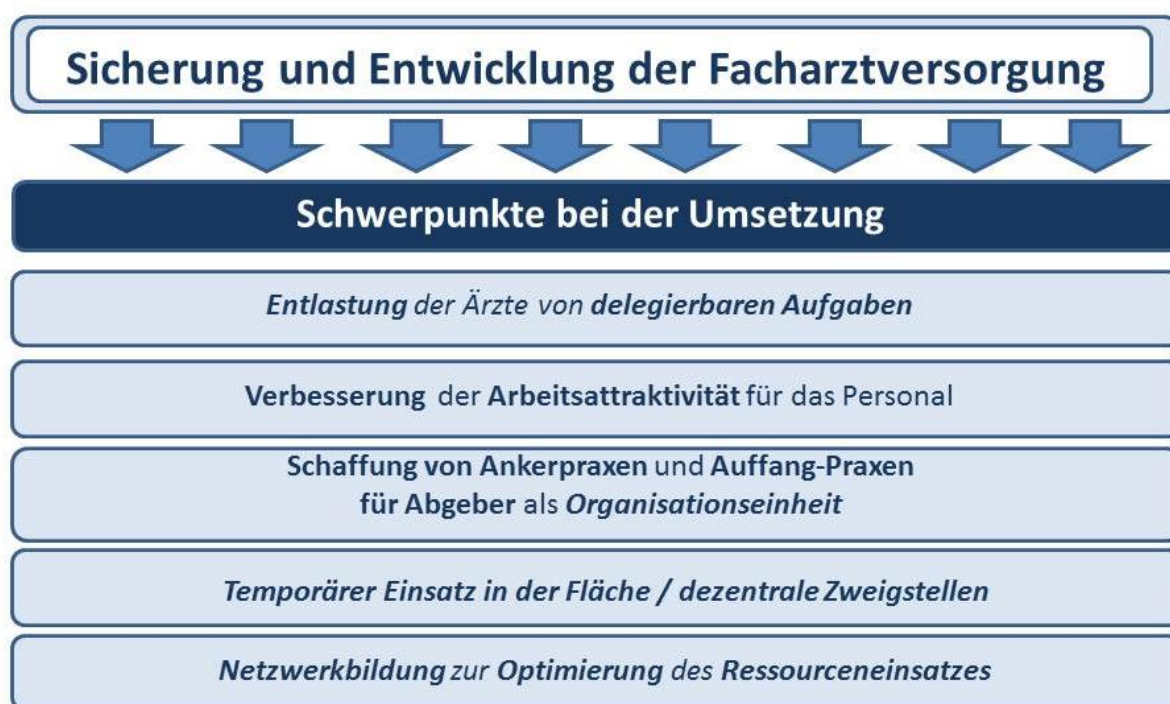 Sicherung und Entwicklung der Facharztversorgung
Schwerpunkte bei der Umsetzung
Entlastung der Ärzte von delegierbaren Aufgaben
Verbesserung der Arbeitsattraktivität für das Personal
Schaffung von Ankerpraxen und Auffang-Praxen
für Abgeber als Organisationseinheit
Temporärer Einsatz in der Fläche / dezentrale Zweigstellen
Netzwerkbildung zur Optimierung des Ressourceneinsatzes